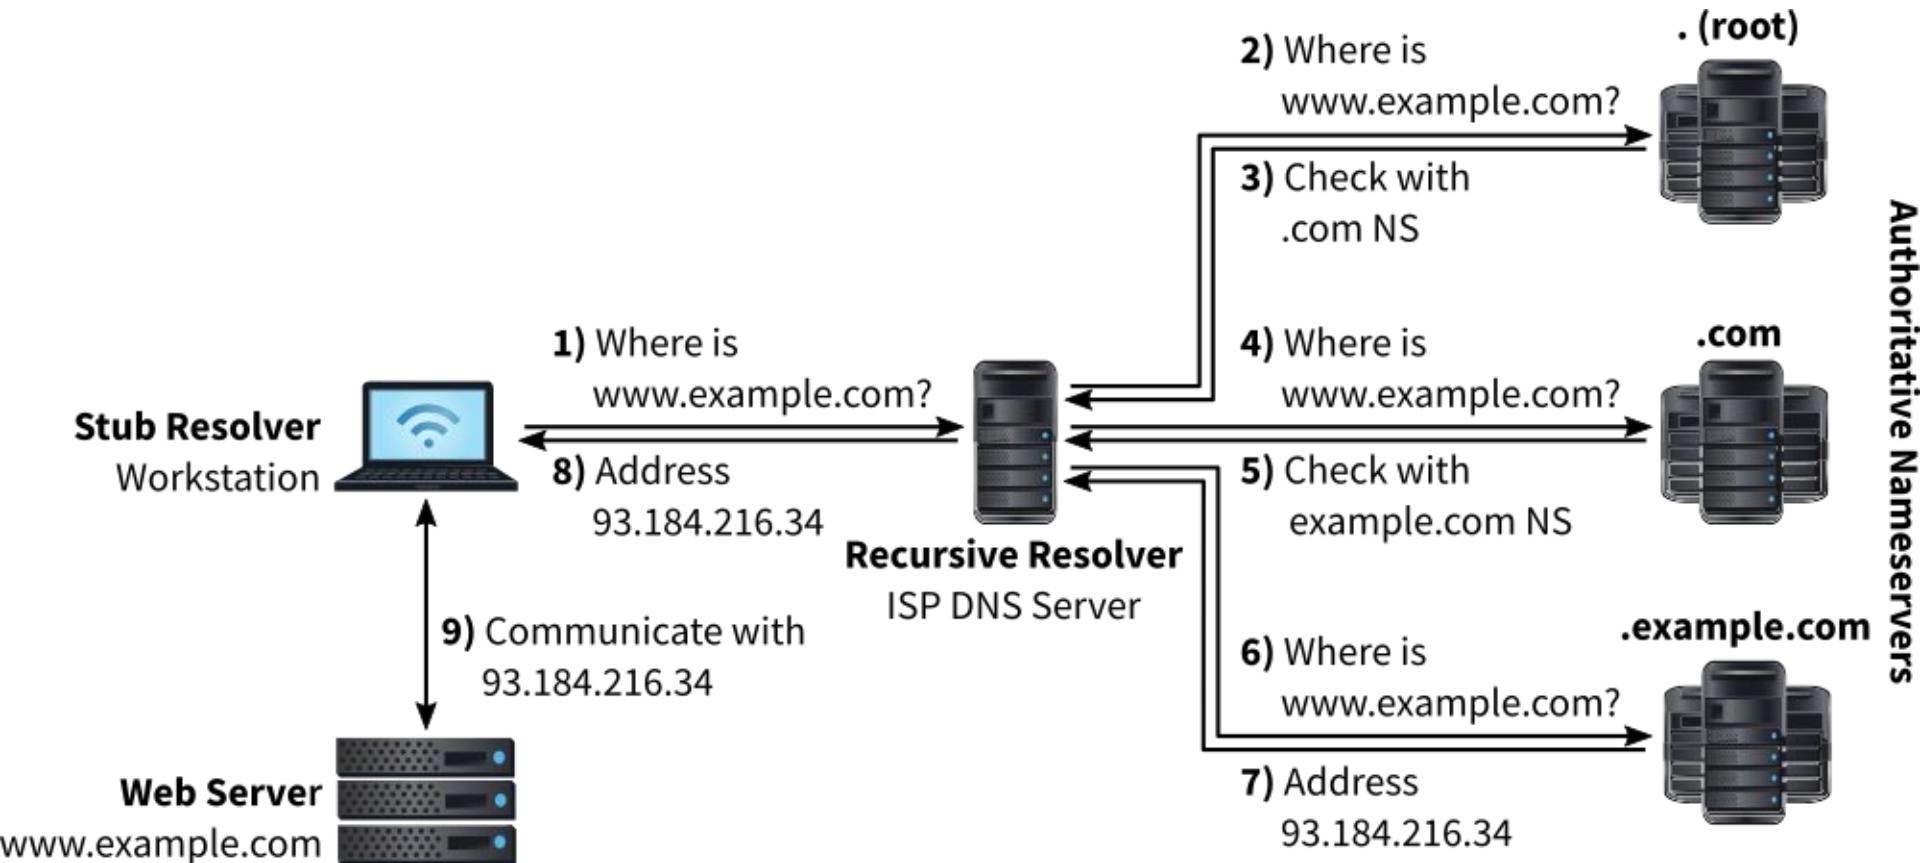 . (root)
2) Where is
www.example.com?
3) Check with
.com NS
.com
1) Where is
www.example.com?
4) Where is
www.example.com?
Stub Resolver
Workstation
8) Address
93.184.216.34
5) Check with
example.com NS
Recursive Resolver
ISP DNS Server
Authoritative Nameservers
.example.com
9) Communicate with
93.184.216.34
6) Where is
www.example.com?
7) Address
93.184.216.34
Web Server
www.example.com